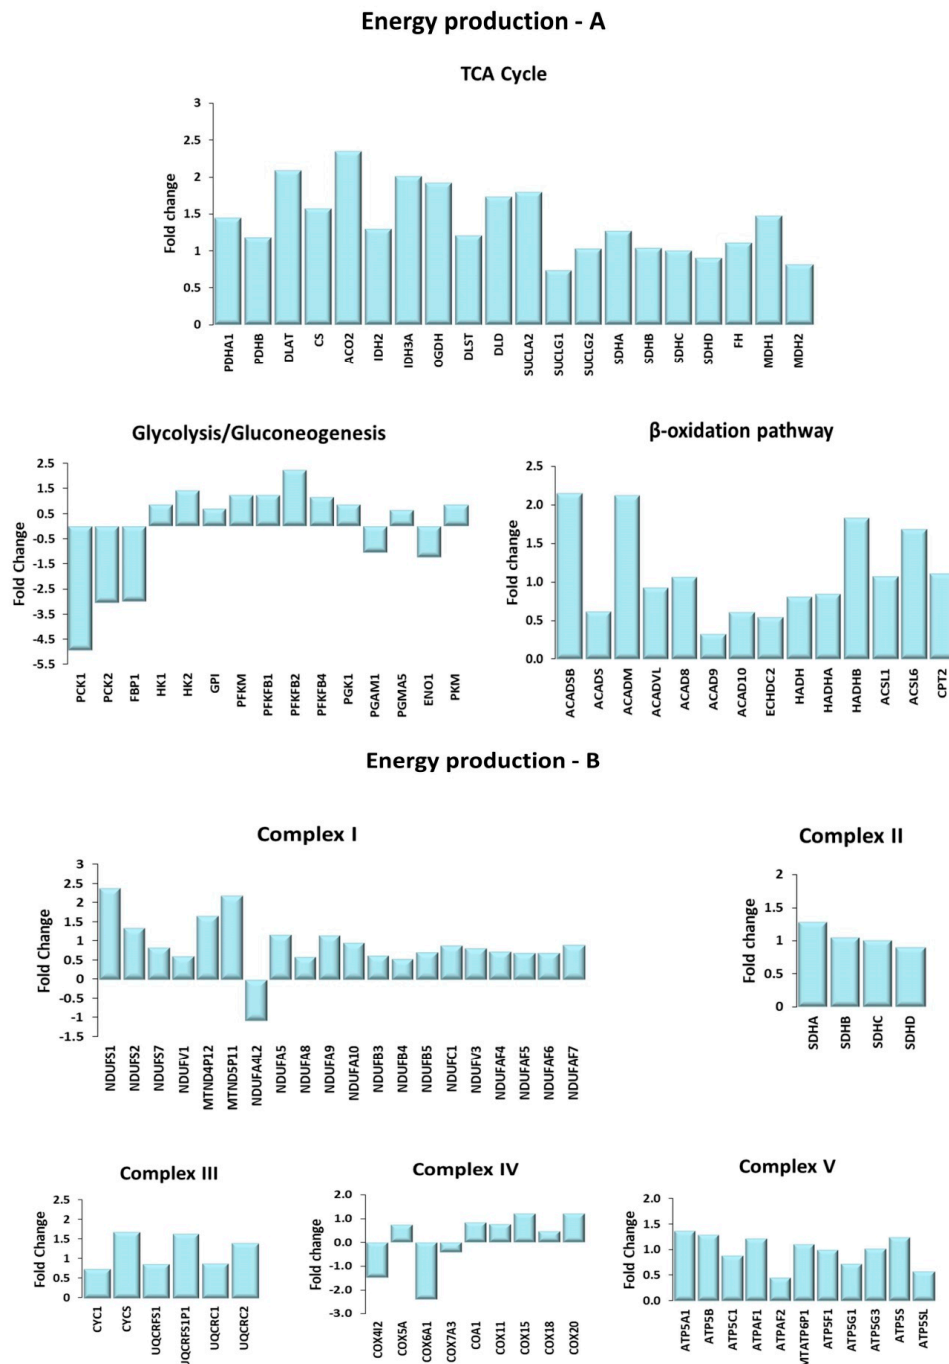 Energy production - A
TCA Cycle
Fold change
3
2.5
2
1.5
1
0.5
0
PDHA1
PDHB
DLAT
CS
ACO2
IDH2
IDH3A
OGDH
DLST
DLD
SUCLA2
SUCLG1
SUCLG2
SDHA
SDHB
SDHC
SDHD
FH
MDH1
MDH2
Glycolysis/Gluconeogenesis
Fold Change
2.5
1.5
0.5
-0.5
-1.5
-2.5
-3.5
-4.5
-5.5
PCK1
PCK2
FBP1
HK1
HK2
GPI
PFKM
PFKFB1
PFKFB2
PFKFB4
PGK1
PGAM1
PGMA5
ENO1
PKM
β-oxidation pathway
Fold change
2.5
2.0
1.5
1.0
0.5
0.0
ACADSB
ACADS
ACADM
ACADVL
ACAD8
ACAD9
ACAD10
ECHDC2
HADH
HADHA
HADHB
ACSL1
ACSL6
CPT2
Energy production - B
Complex I
Fold Change
3
2.5
2
1.5
1
0.5
0
-0.5
-1
-1.5
NDUFS1
NDUFS2
NDUFS7
NDUFV1
MTND4P12
MTND5P11
NDUFA4L2
NDUFA5
NDUFA8
NDUFA9
NDUFA10
NDUFB3
NDUFB4
NDUFB5
NDUFC1
NDUFV3
NDUFAF4
NDUFAF5
NDUFAF6
NDUFAF7
Complex II
Fold Change
2
1.5
1
0.5
0
SDHA
SDHB
SDHC
SDHD
Complex III
Fold Change
2.5
2
1.5
1
0.5
0
CYC1
CYCS
UQCRFS1
UQCRFS1P1
UQCRC1
UQCRC2
Complex IV
Fold change
2.0
1.0
0.0
-1.0
-2.0
-3.0
COX4I2
COX5A
COX6A1
COX7A3
COA1
COX11
COX15
COX18
COX20
Complex V
Fold Change
2.0
1.5
1.0
0.5
0.0
ATP5A1
ATP5B
ATP5C1
ATPAF1
ATPAF2
MTATP6P1
ATP5F1
ATP5G1
ATP5G3
ATP5S
ATP5SL